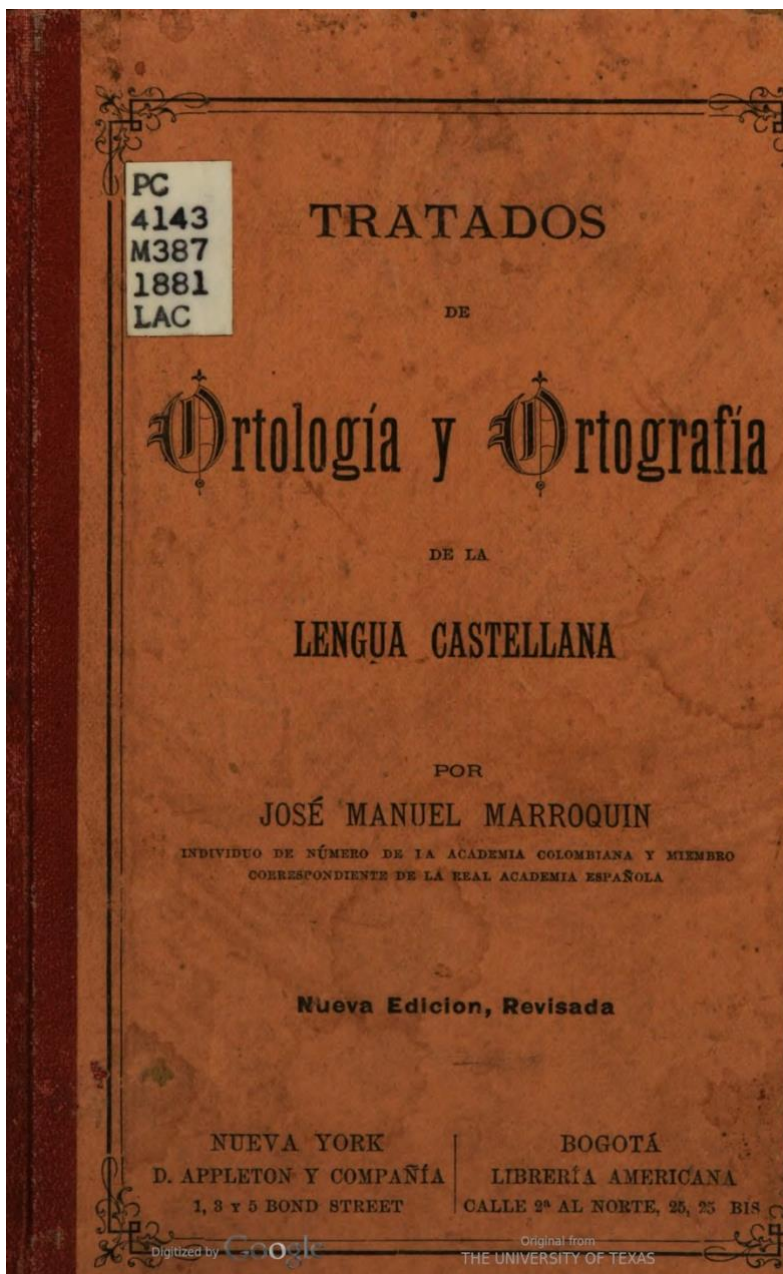 PC
4143
M387
1881
LAC
TRATADOS
DE
Ortología y Ortografía
DE LA
LENGUA CASTELLANA
POR
JOSÉ MANUEL MARROQUIN
INDIVIDUO DE NÚMERO DE LA ACADEMIA COLOMBIANA Y MIEMBRO
CORRESPONDIENTE DE LA REAL ACADEMIA ESPAÑOLA
Nueva Edicion, Revisada
NUEVA YORK
D. APPLETON Y COMPAÑÍA
1, 3 Y 5 BOND STREET
BOGOTÁ
LIBRERÍA AMERICANA
CALLE 2ª AL NORTE, 25, 25 BIS
Digitized by Google
Original from
THE UNIVERSITY OF TEXAS